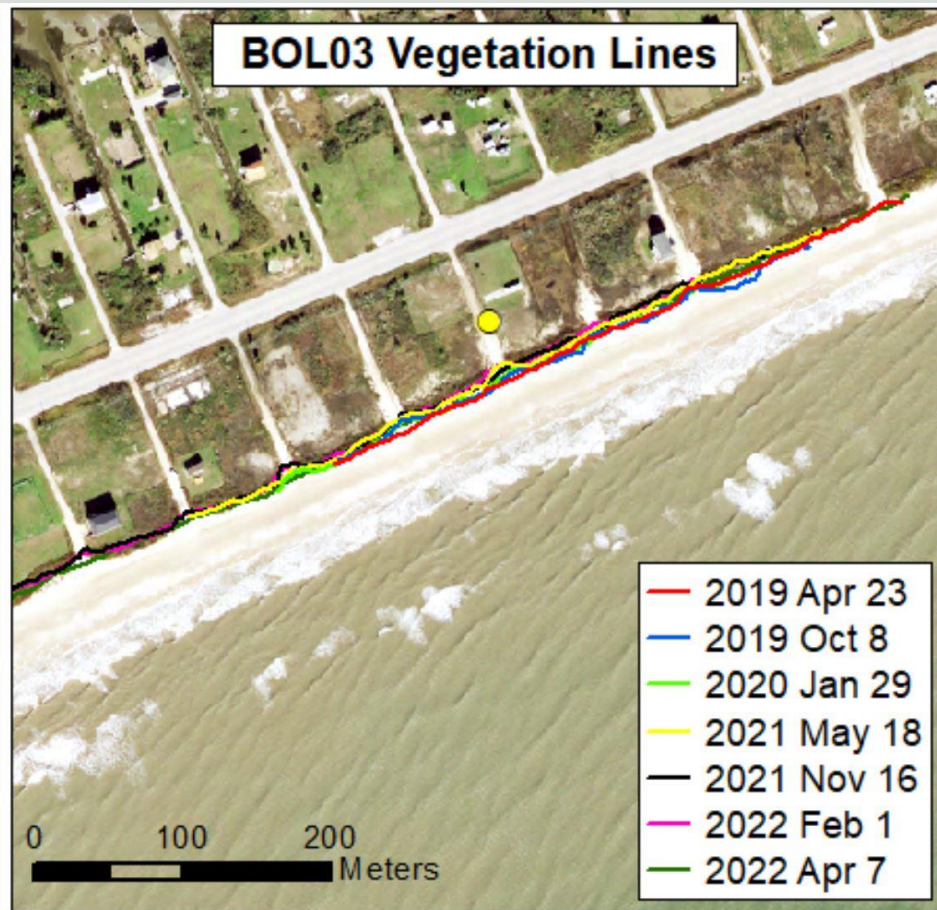 BOL03 Vegetation Lines
2019 Apr 23
2019 Oct 8
2020 Jan 29
2021 May 18
2021 Nov 16
2022 Feb 1
2022 Apr 7
0 100 200
Meters